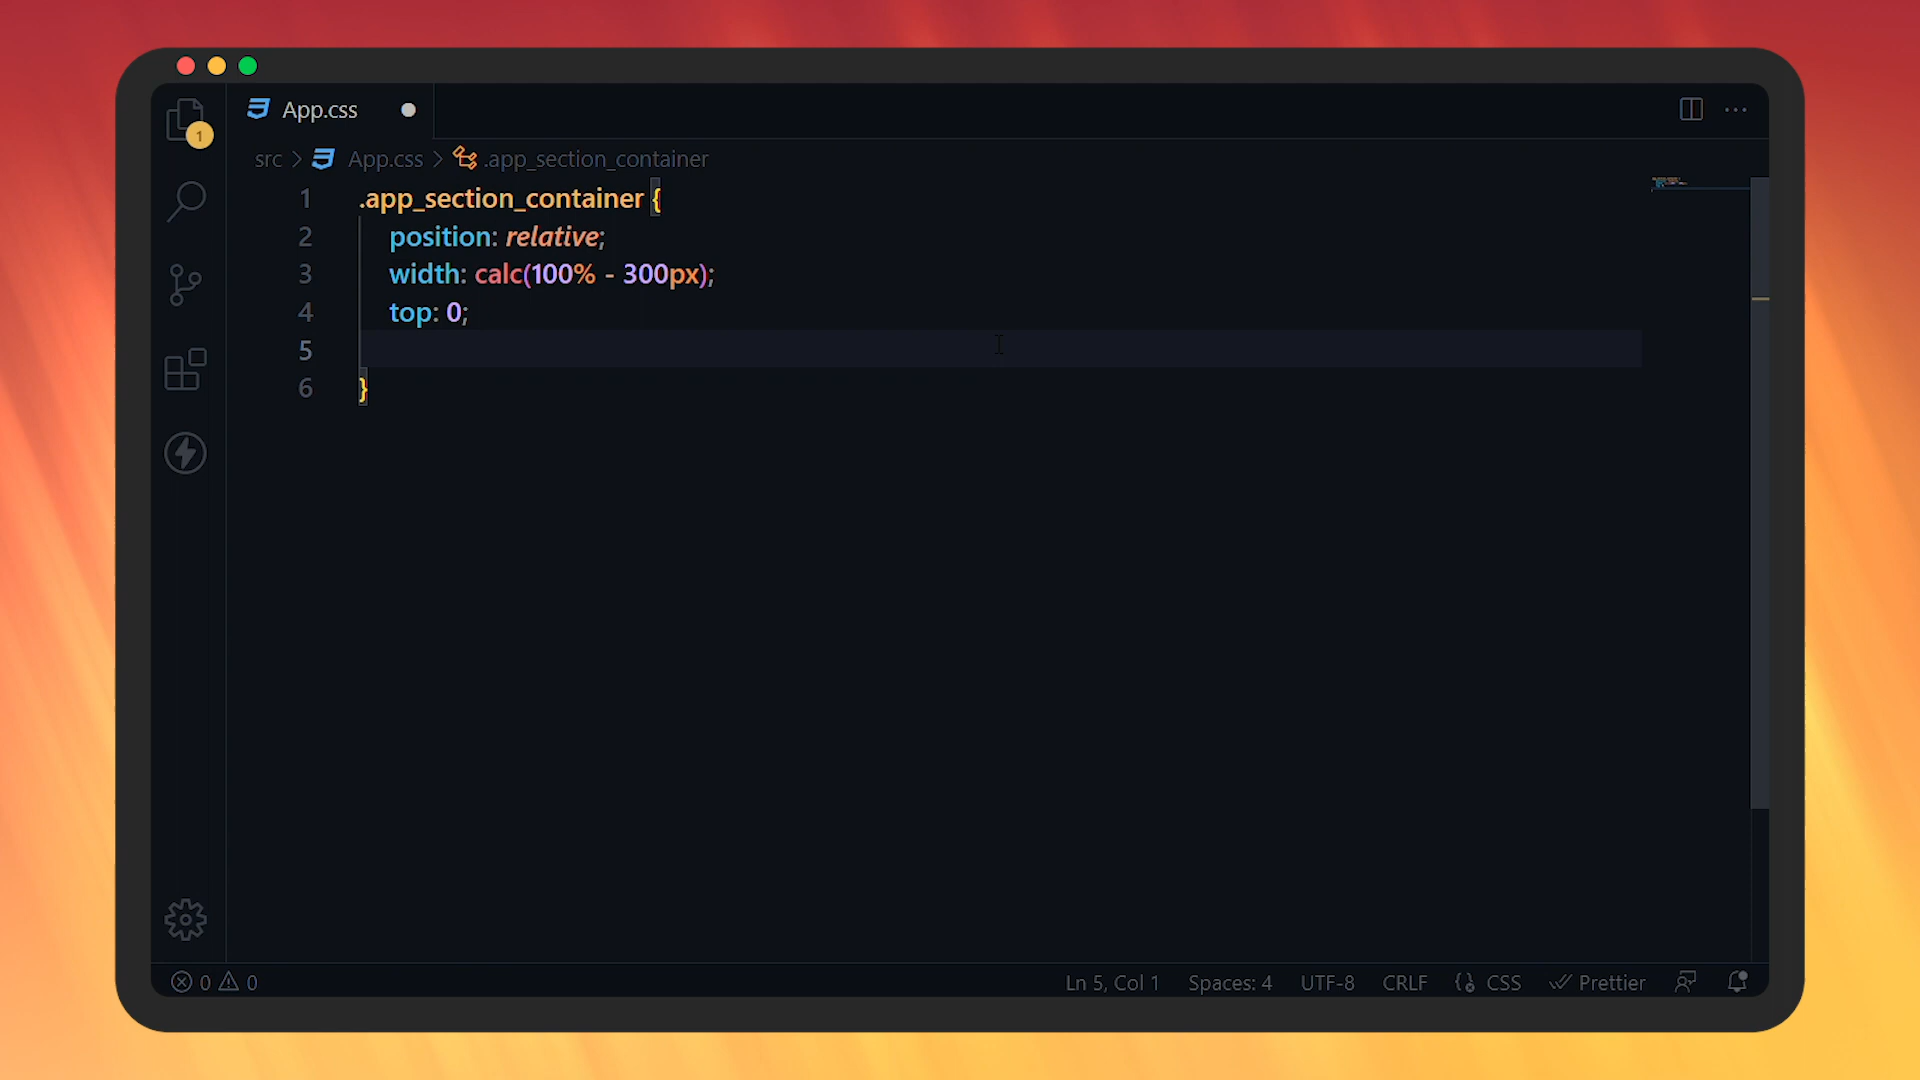 App.css
1
src > App.css > .app_section_container
1 .app_section_container {
2 position: relative;
3 width: calc(100% - 300px);
4 top: 0;
5
6 }
0 0 Ln 5, Col 1 Spaces: 4 UTF-8 CRLF CSS Prettier